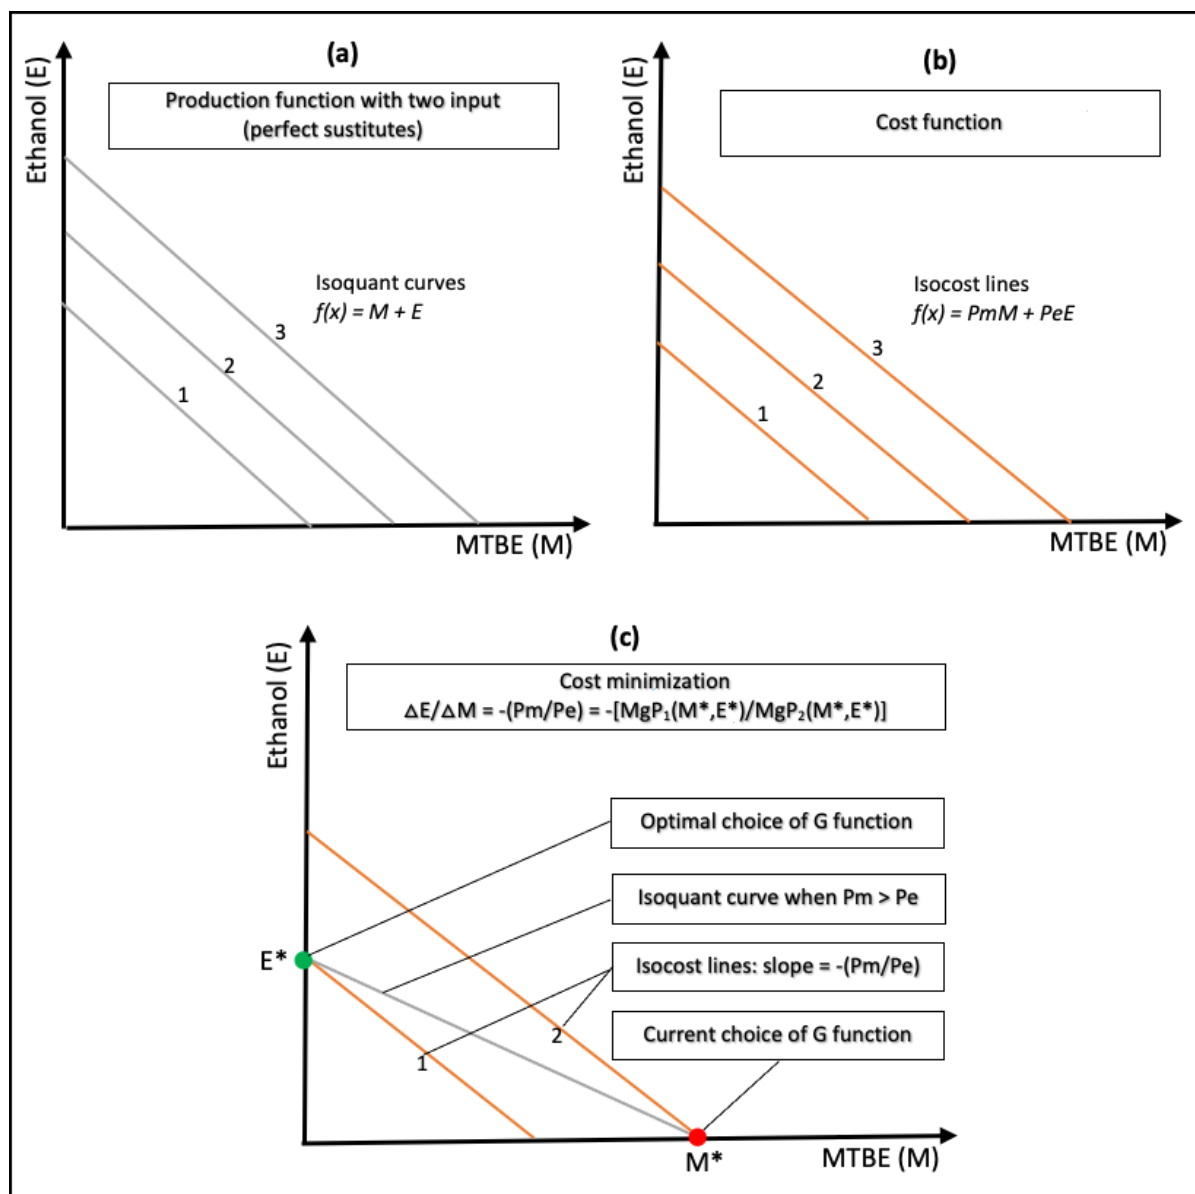 (a)
Ethanol (E)
Production function with two input
(perfect sustitutes)
Isoquant curves
f(x) = M + E
3
2
1
MTBE (M)
(b)
Ethanol (E)
Cost function
Isocost lines
f(x) = PmM + PeE
3
2
1
MTBE (M)
(c)
Ethanol (E)
Cost minimization
△E/△M = -(Pm/Pe) = -[MgP₁(M*,E*)/MgP₂(M*,E*)]
Optimal choice of G function
Isoquant curve when Pm > Pe
E*
Isocost lines: slope = -(Pm/Pe)
2
Current choice of G function
1
M*
MTBE (M)